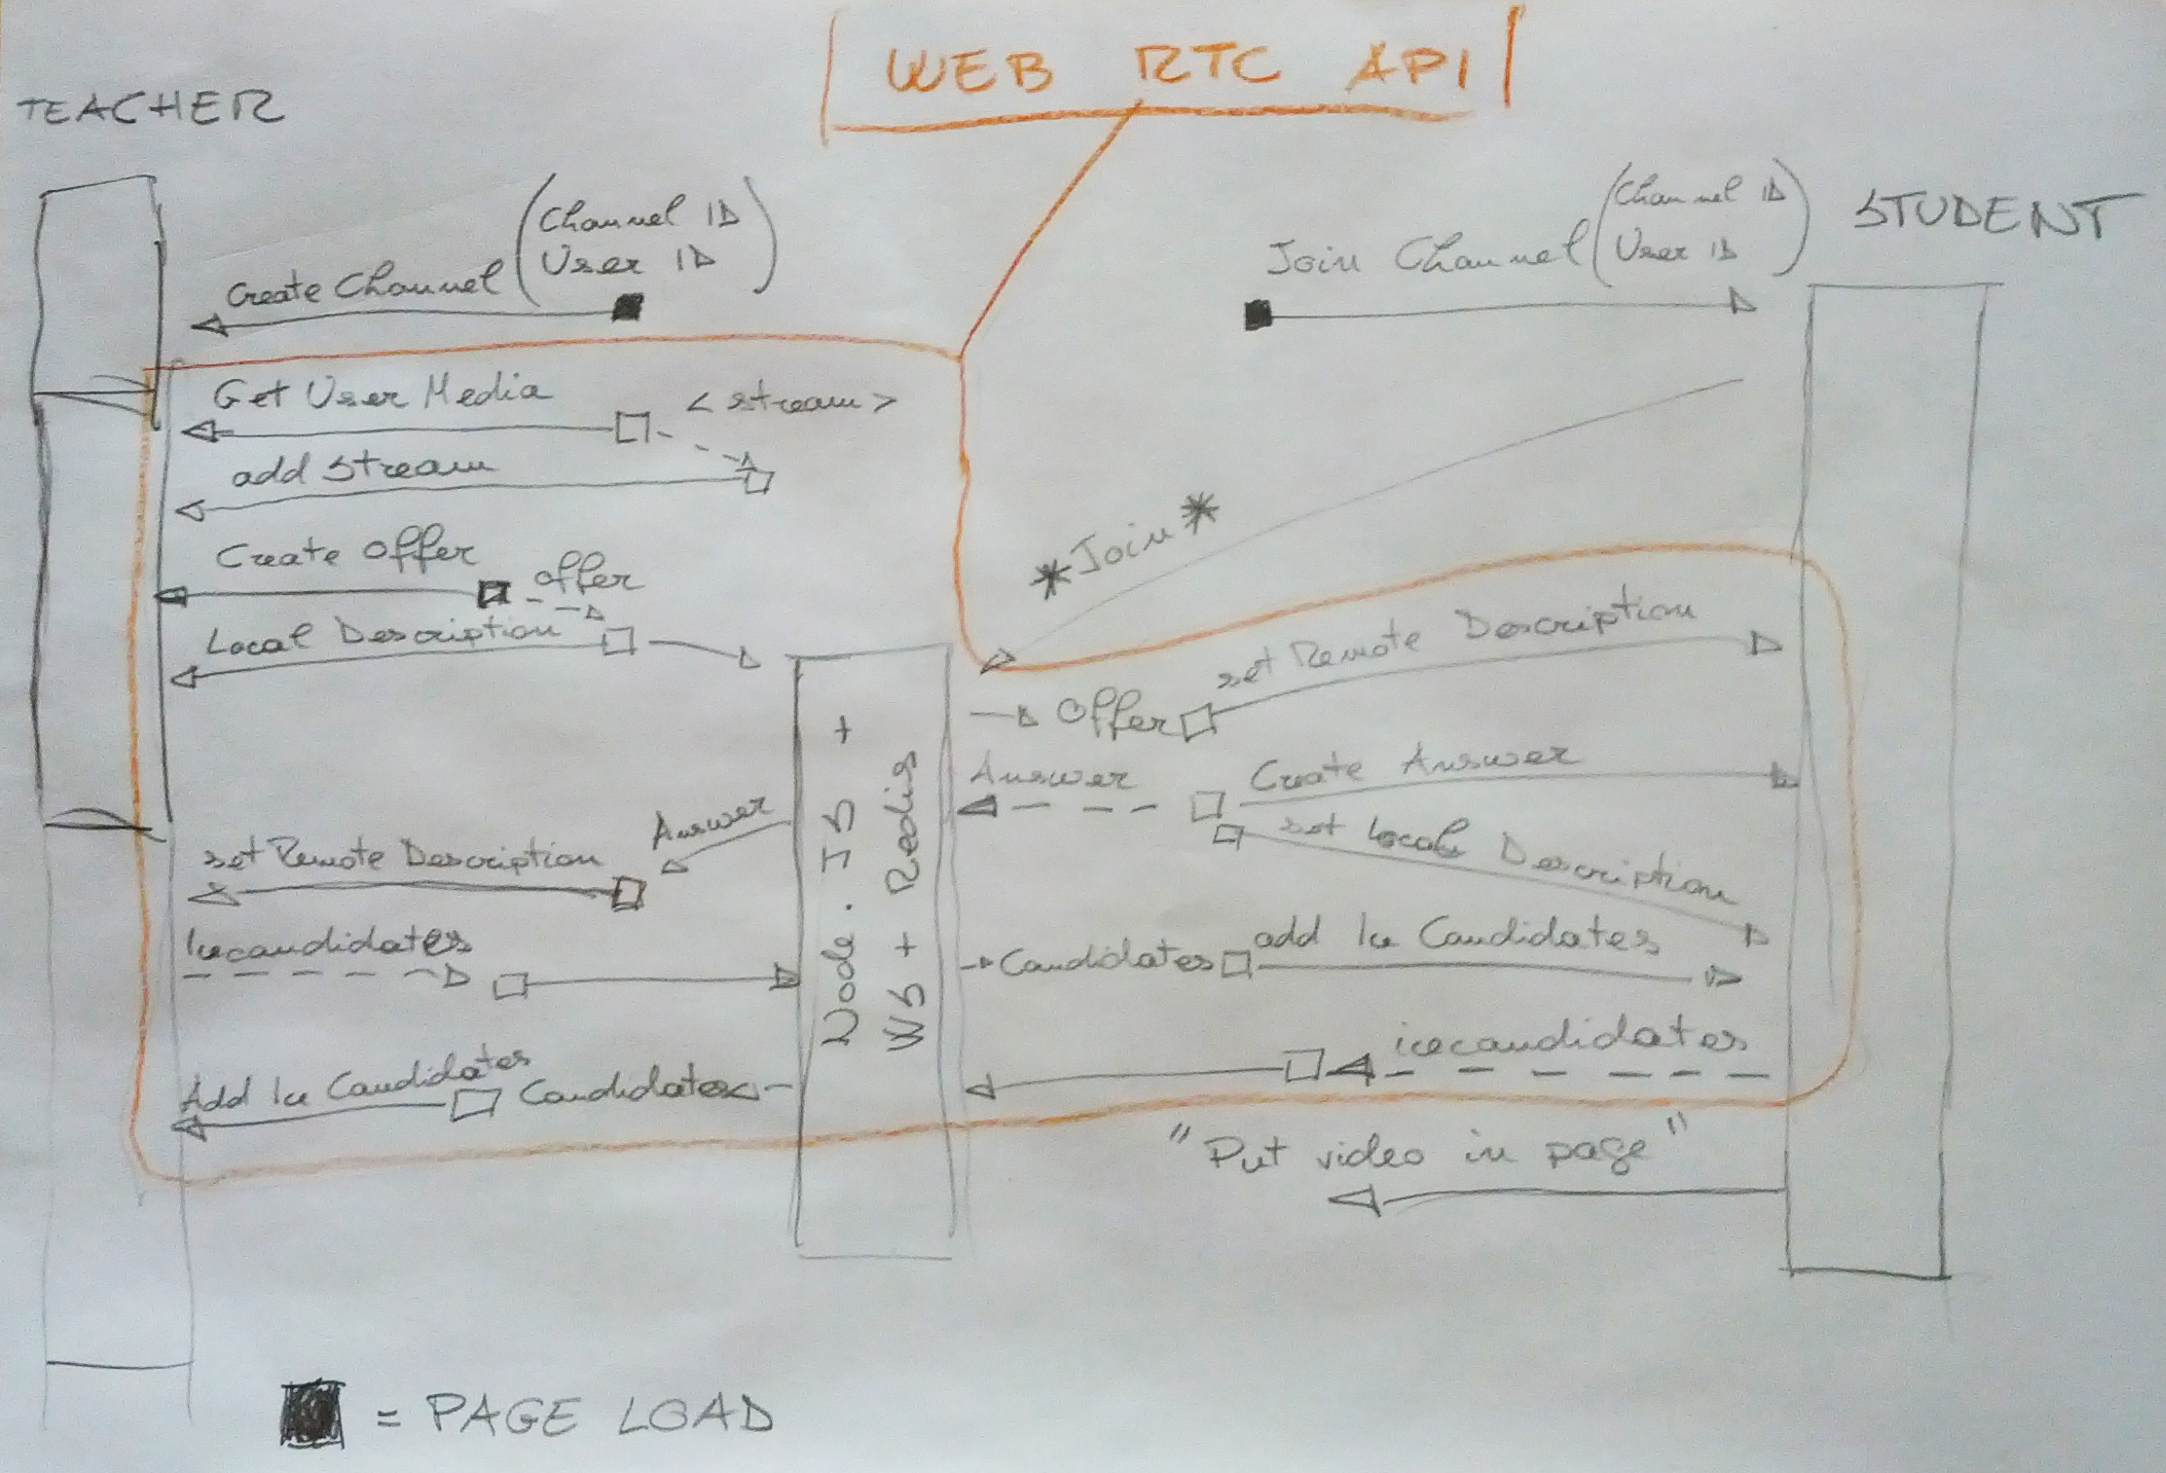 WEB RTC API
TEACHER
STUDENT
Create Channel (Channel ID
User ID)
Join Channel (Channel ID
User ID)
Get User Media
< stream >
add Stream
Create Offer
offer
Local Description
* Join *
set Remote Description
Offer
Answer
Create Answer
set Local Description
Answer
set Remote Description
Node.JS +
WS + Redis
Icecandidates
Candidates
add Ice Candidates
icecandidates
Add Ice Candidates
Candidates
"Put video in page"
= PAGE LOAD